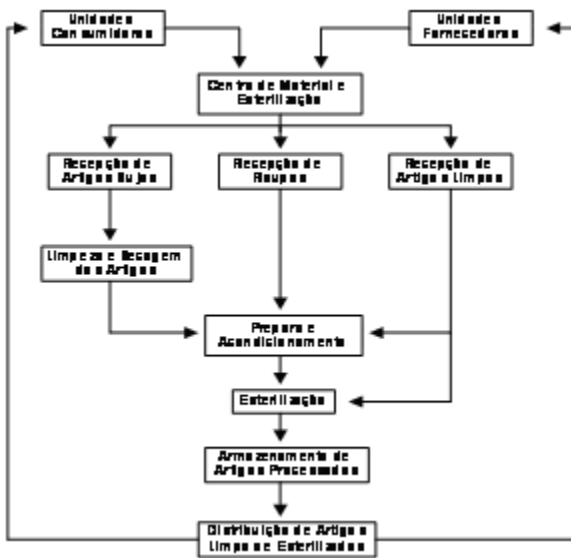 Unidades
Consumidoras
Unidades
Fornecedoras
Centro de Material e
Esterilização
Recepção de
Artigos Sujos
Recepção de
Roupas
Recepção de
Artigos Limpos
Limpeza e Secagem
dos Artigos
Preparo e
Acondicionamento
Esterilização
Armazenamento de
Artigos Processados
Distribuição de Artigos
Limpos e Esterilizados